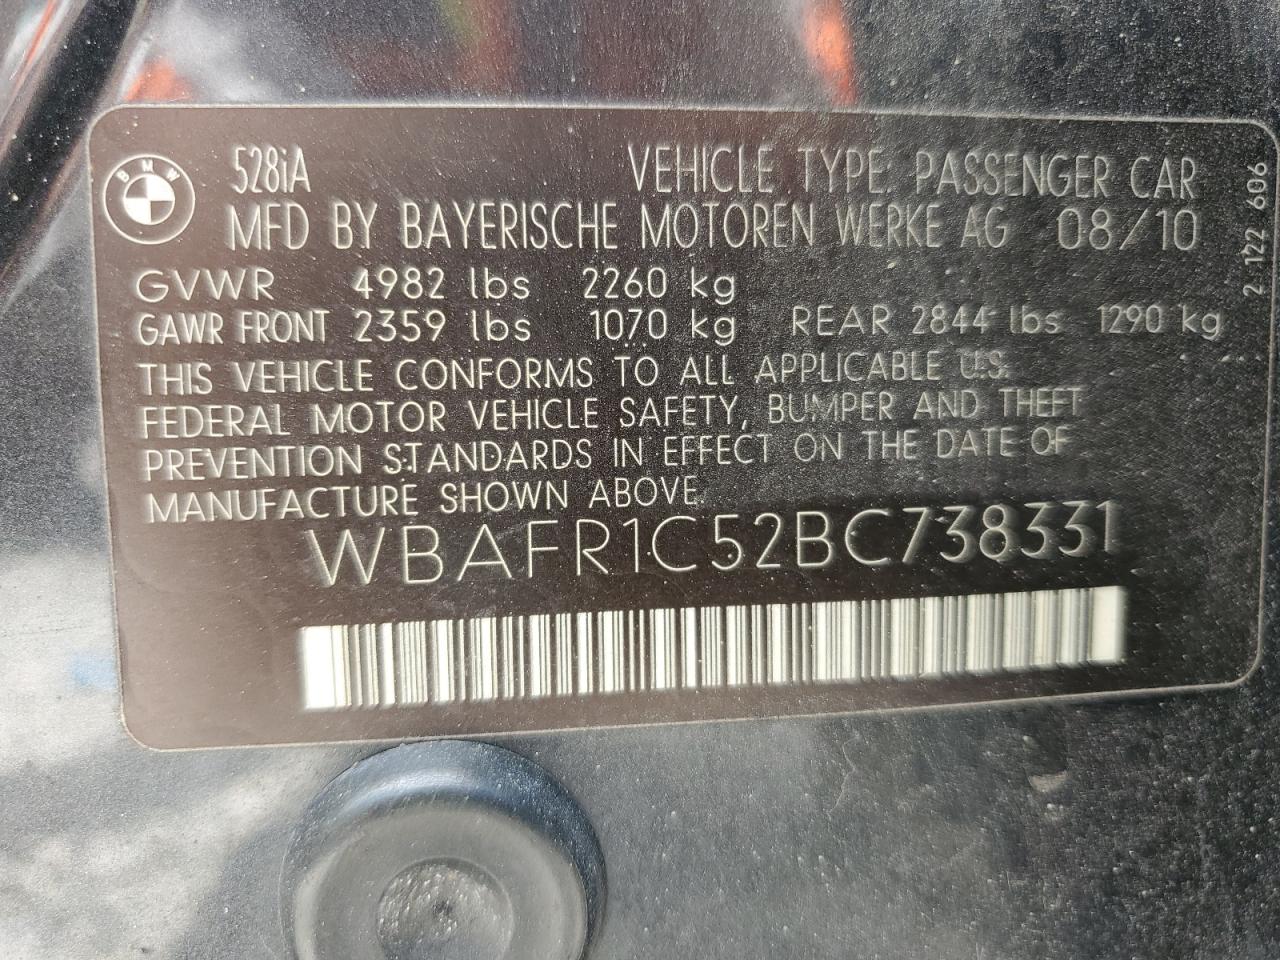 BMW
528iA VEHICLE TYPE: PASSENGER CAR
MFD BY BAYERISCHE MOTOREN WERKE AG 08/10
GVWR 4982 lbs 2260 kg
GAWR FRONT 2359 lbs 1070 kg REAR 2844 lbs 1290 kg
THIS VEHICLE CONFORMS TO ALL APPLICABLE U.S.
FEDERAL MOTOR VEHICLE SAFETY, BUMPER AND THEFT
PREVENTION STANDARDS IN EFFECT ON THE DATE OF
MANUFACTURE SHOWN ABOVE.
WBAFR1C52BC738331
2 122 606